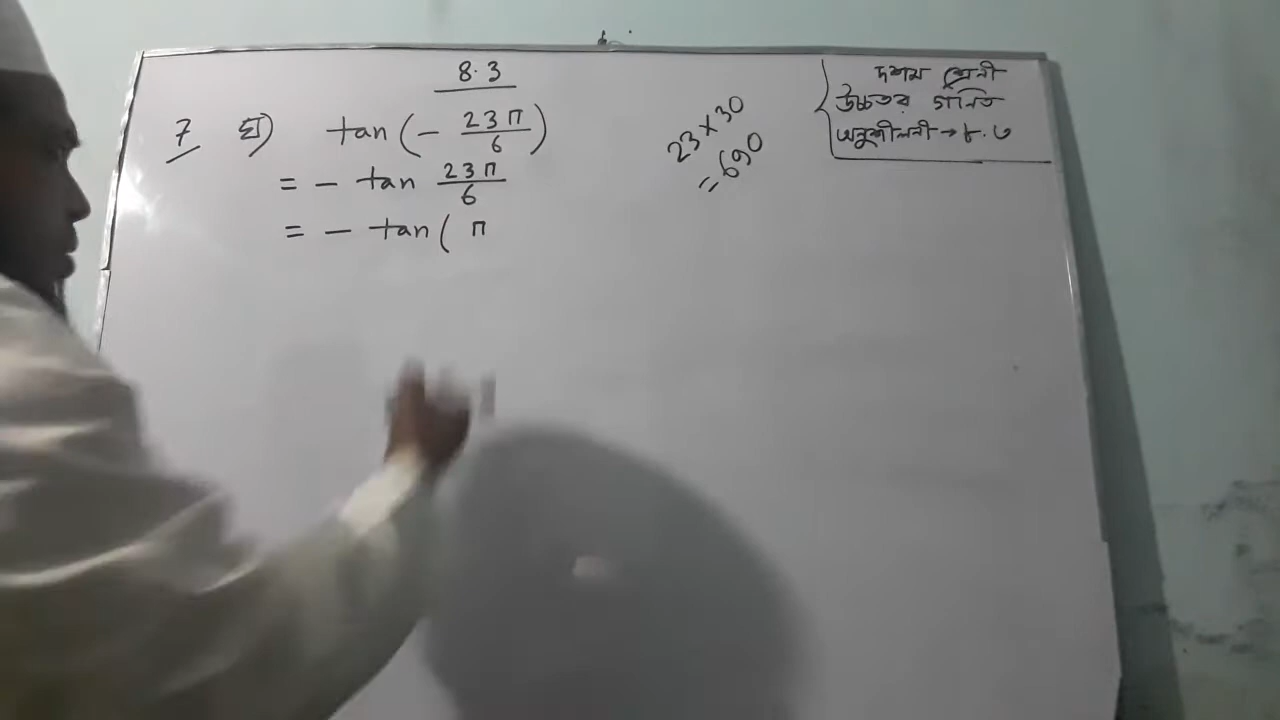 8.3
7 ঘ) tan(- 23π/6)
= - tan 23π/6
= - tan( π
23×30
=690
দশম শ্রেনী
উচ্চতর গনিত
অনুশীলনী→৮.৩